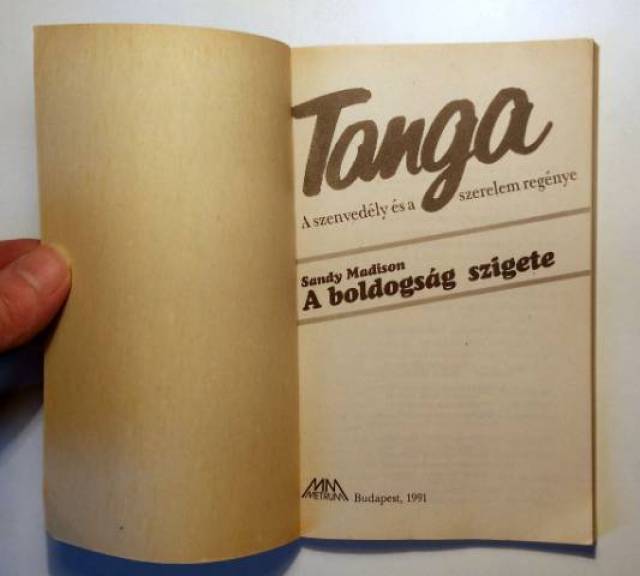 Tanga
A szenvedély és a szerelem regénye
Sandy Madison
A boldogság szigete
METRUM Budapest, 1991